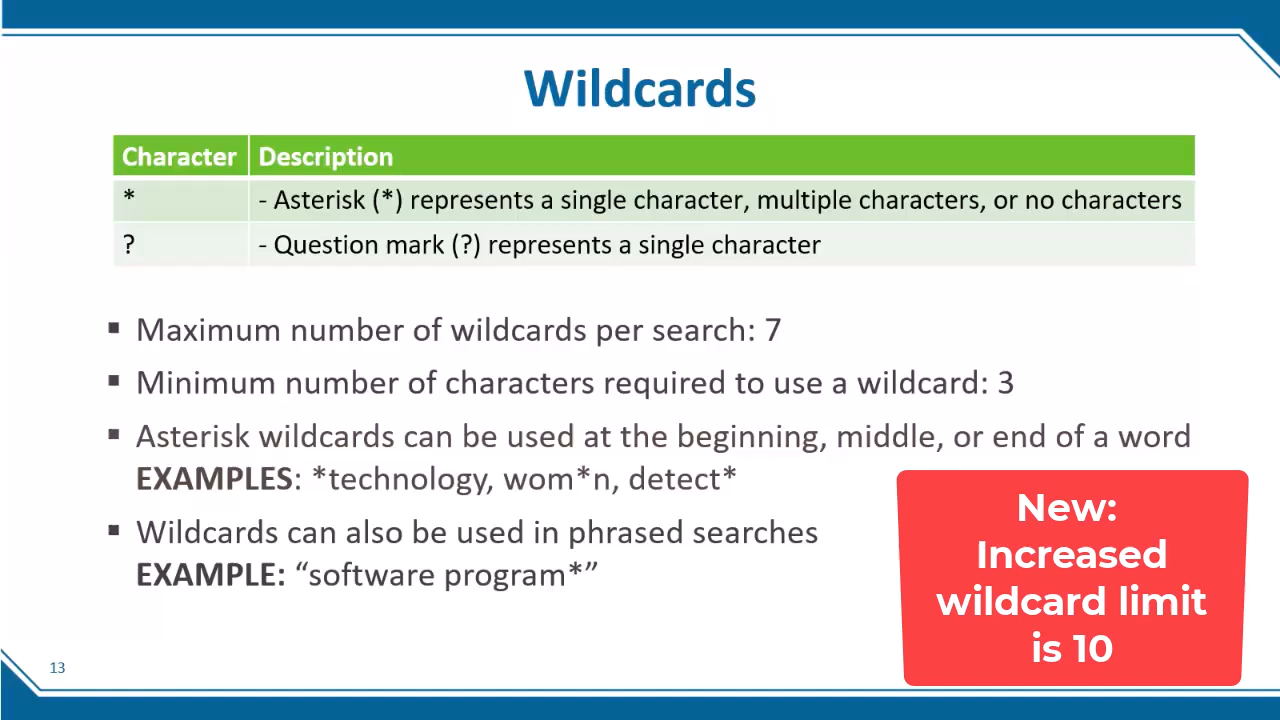 Wildcards
Character Description
* - Asterisk (*) represents a single character, multiple characters, or no characters
? - Question mark (?) represents a single character
▪ Maximum number of wildcards per search: 7
▪ Minimum number of characters required to use a wildcard: 3
▪ Asterisk wildcards can be used at the beginning, middle, or end of a word
EXAMPLES: *technology, wom*n, detect*
▪ Wildcards can also be used in phrased searches
EXAMPLE: “software program*”
New:
Increased
wildcard limit
is 10
13